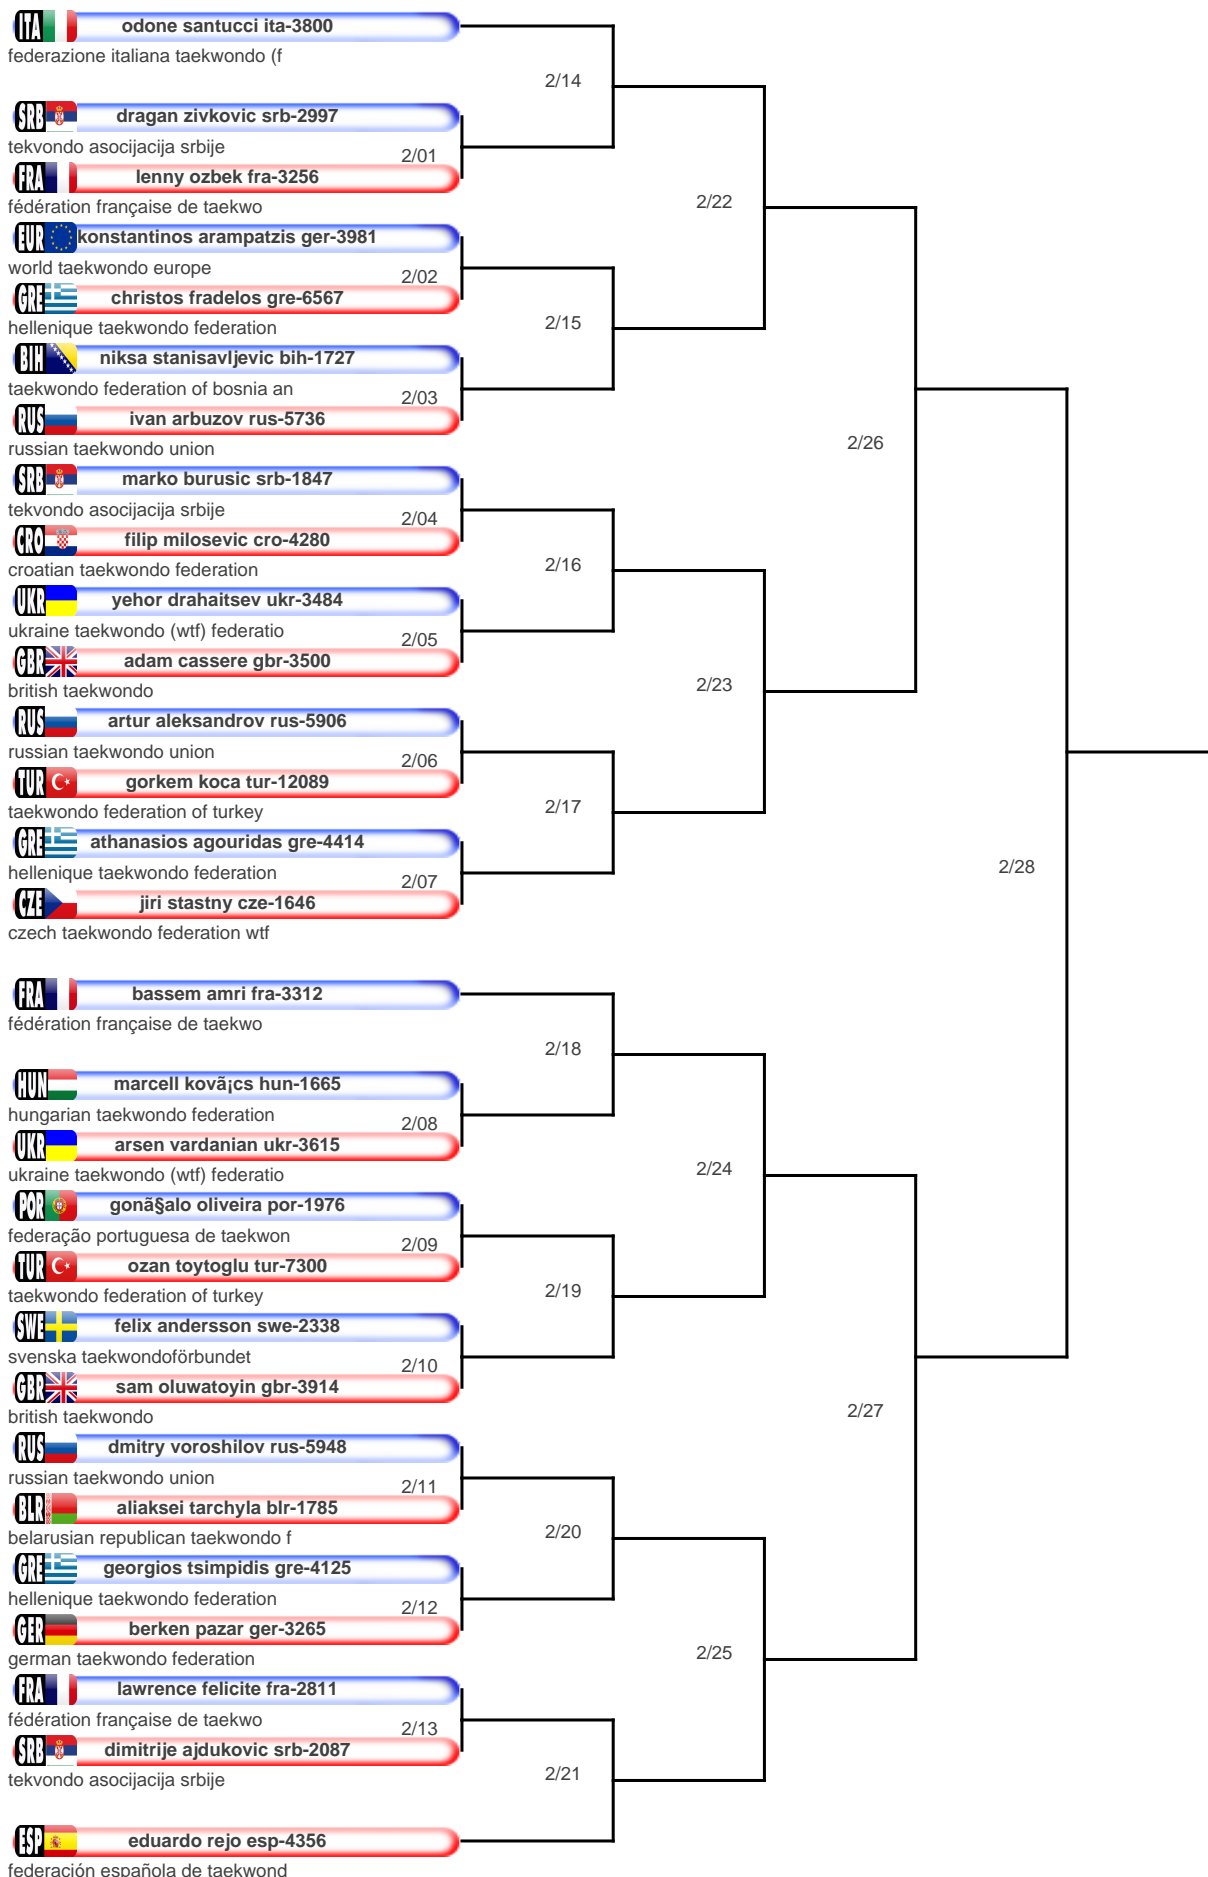 ITA odone santucci ita-3800
federazione italiana taekwondo (f
2/14
SRB dragan zivkovic srb-2997
tekvondo asocijacija srbije
2/01
FRA lenny ozbek fra-3256
fédération française de taekwo
2/22
EUR konstantinos arampatzis ger-3981
world taekwondo europe
2/02
GRE christos fradelos gre-6567
hellenique taekwondo federation
2/15
BIH niksa stanisavljevic bih-1727
taekwondo federation of bosnia an
2/03
RUS ivan arbuzov rus-5736
russian taekwondo union
2/26
SRB marko burusic srb-1847
tekvondo asocijacija srbije
2/04
CRO filip milosevic cro-4280
croatian taekwondo federation
2/16
UKR yehor drahaitsev ukr-3484
ukraine taekwondo (wtf) federatio
2/05
GBR adam cassere gbr-3500
british taekwondo
2/23
RUS artur aleksandrov rus-5906
russian taekwondo union
2/06
TUR gorkem koca tur-12089
taekwondo federation of turkey
2/17
GRE athanasios agouridas gre-4414
hellenique taekwondo federation
2/07
2/28
CZE jiri stastny cze-1646
czech taekwondo federation wtf
FRA bassem amri fra-3312
fédération française de taekwo
2/18
HUN marcell kovã¡cs hun-1665
hungarian taekwondo federation
2/08
UKR arsen vardanian ukr-3615
ukraine taekwondo (wtf) federatio
2/24
POR gonã§alo oliveira por-1976
federação portuguesa de taekwon
2/09
TUR ozan toytoglu tur-7300
taekwondo federation of turkey
2/19
SWE felix andersson swe-2338
svenska taekwondoförbundet
2/10
GBR sam oluwatoyin gbr-3914
british taekwondo
2/27
RUS dmitry voroshilov rus-5948
russian taekwondo union
2/11
BLR aliaksei tarchyla blr-1785
belarusian republican taekwondo f
2/20
GRE georgios tsimpidis gre-4125
hellenique taekwondo federation
2/12
GER berken pazar ger-3265
german taekwondo federation
2/25
FRA lawrence felicite fra-2811
fédération française de taekwo
2/13
SRB dimitrije ajdukovic srb-2087
tekvondo asocijacija srbije
2/21
ESP eduardo rejo esp-4356
federación española de taekwond